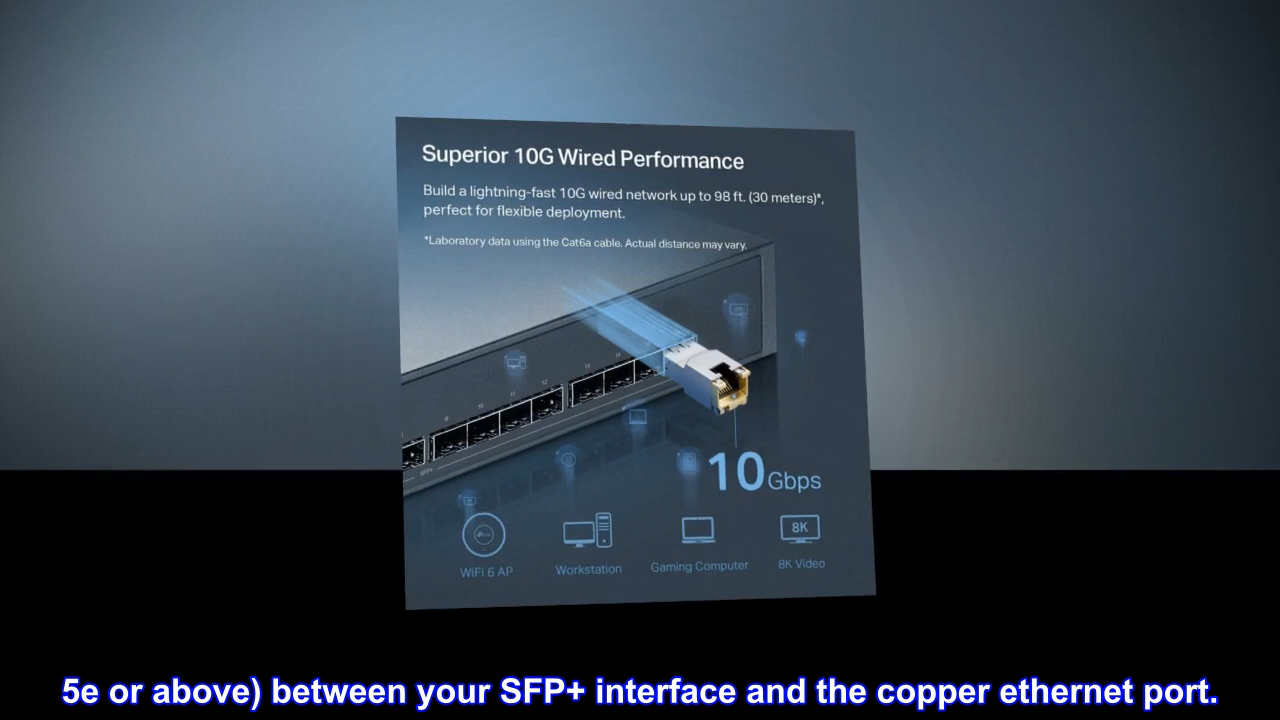 Superior 10G Wired Performance
Build a lightning-fast 10G wired network up to 98 ft. (30 meters)*,
perfect for flexible deployment.
*Laboratory data using the Cat6a cable. Actual distance may vary.
10Gbps
8K
WiFi 6 AP Workstation Gaming Computer 8K Video
5e or above) between your SFP+ interface and the copper ethernet port.